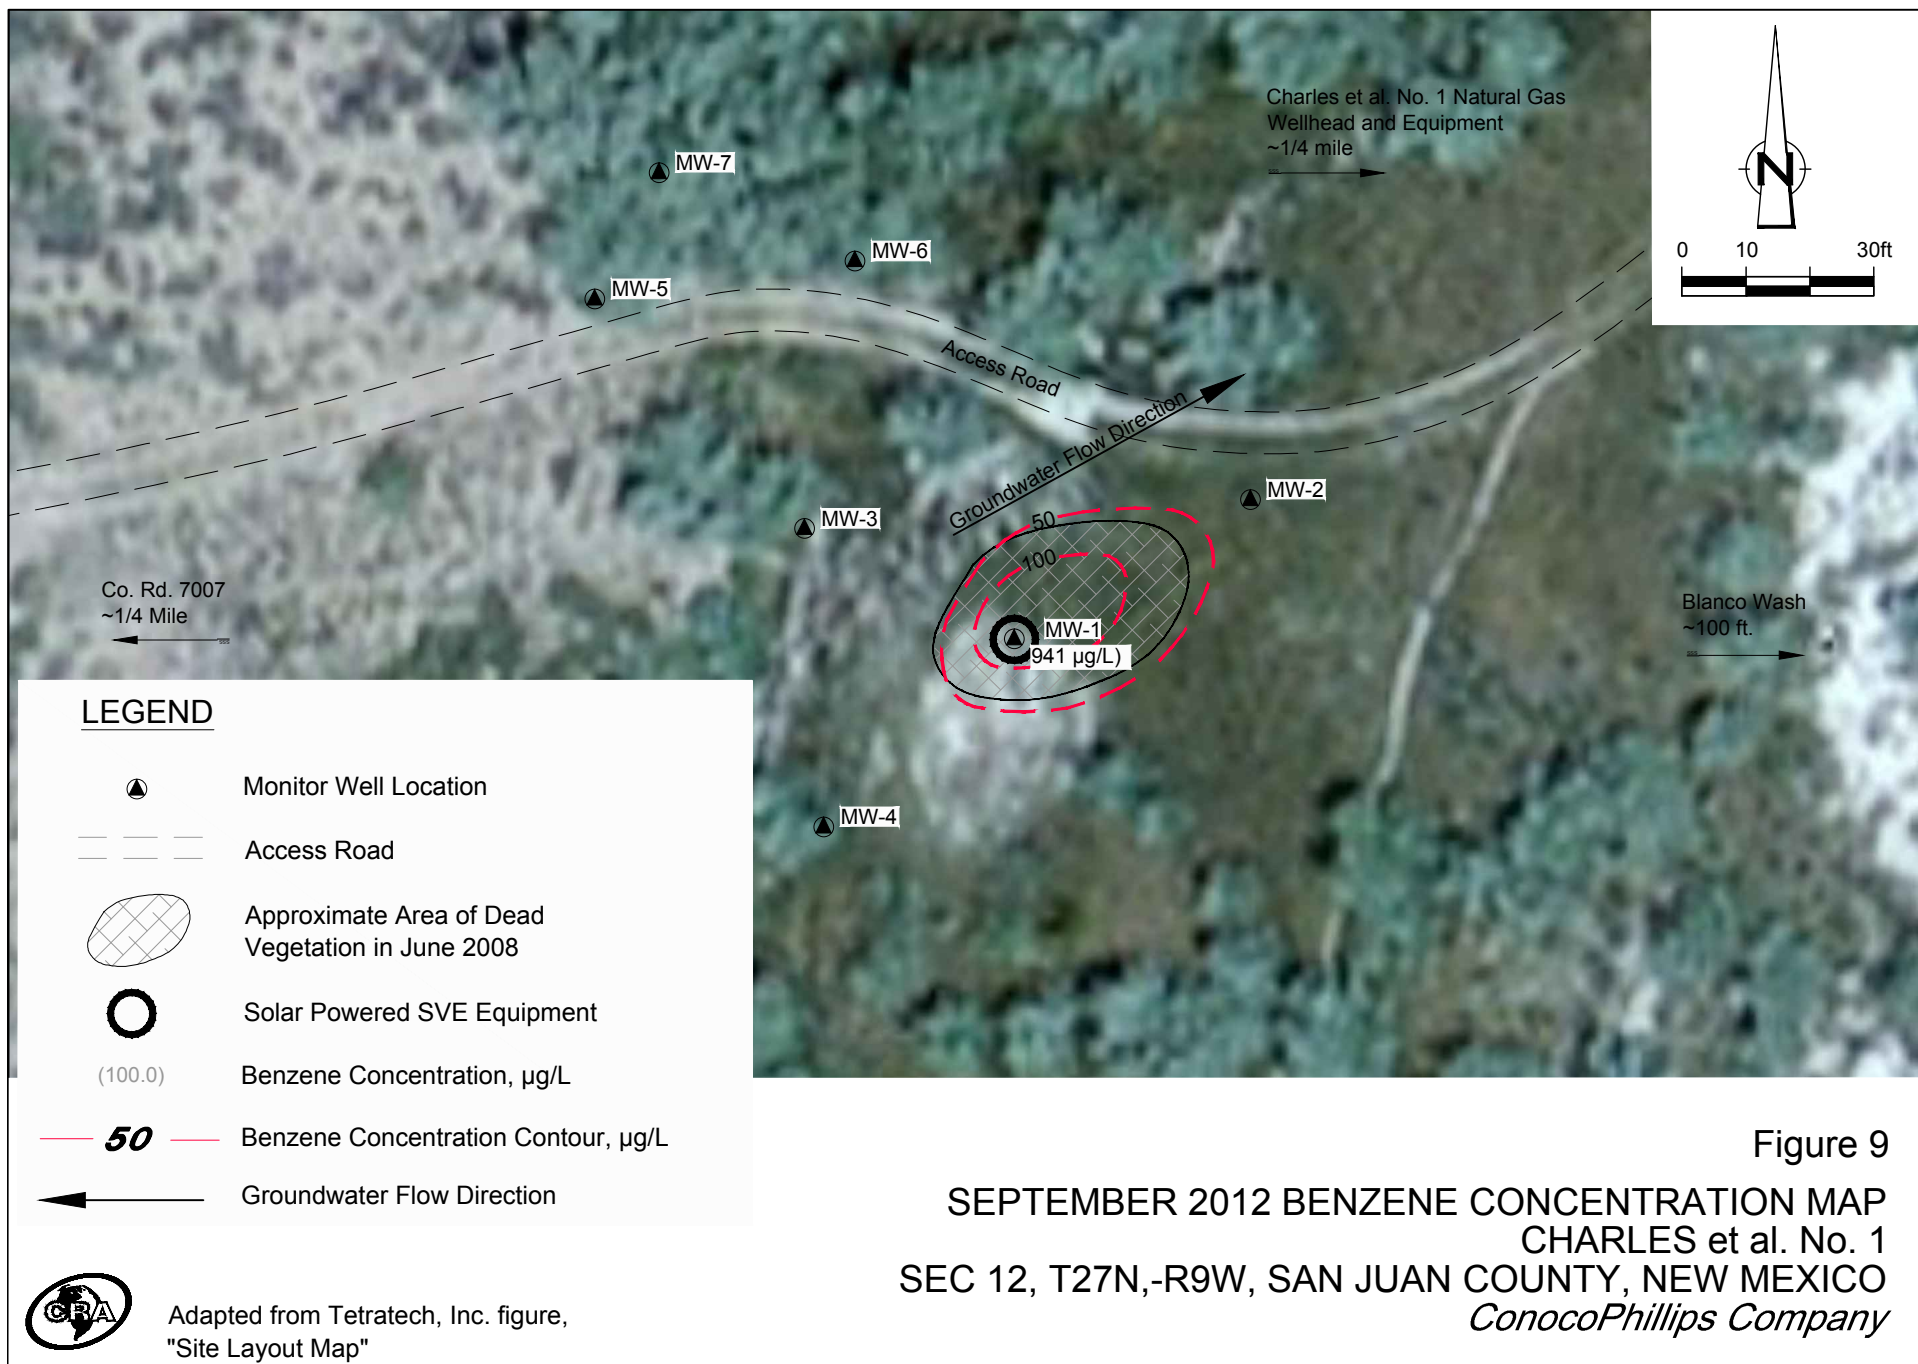 Charles et al. No. 1 Natural Gas
Wellhead and Equipment
~1/4 mile
N
0 10 30ft
MW-7
MW-6
MW-5
Access Road
Groundwater Flow Direction
MW-2
MW-3
50
100
MW-1
941 µg/L)
Co. Rd. 7007
~1/4 Mile
Blanco Wash
~100 ft.
MW-4
LEGEND
Monitor Well Location
Access Road
Approximate Area of Dead
Vegetation in June 2008
Solar Powered SVE Equipment
(100.0) Benzene Concentration, µg/L
50 Benzene Concentration Contour, µg/L
Groundwater Flow Direction
Figure 9
SEPTEMBER 2012 BENZENE CONCENTRATION MAP
CHARLES et al. No. 1
SEC 12, T27N,-R9W, SAN JUAN COUNTY, NEW MEXICO
ConocoPhillips Company
CRA
Adapted from Tetratech, Inc. figure,
"Site Layout Map"